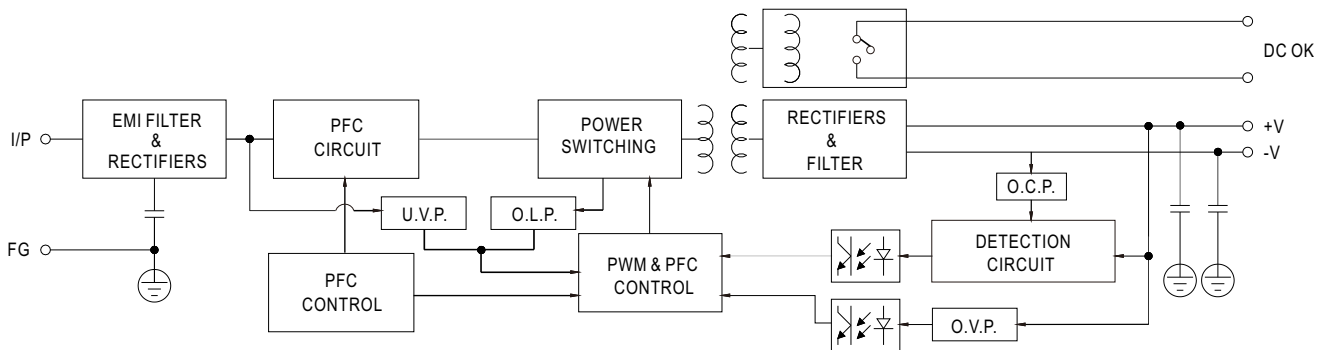 DC OK
I/P
EMI FILTER
&
RECTIFIERS
PFC
CIRCUIT
POWER
SWITCHING
RECTIFIERS
&
FILTER
+V
-V
O.C.P.
U.V.P.
O.L.P.
FG
PFC
CONTROL
PWM & PFC
CONTROL
DETECTION
CIRCUIT
O.V.P.